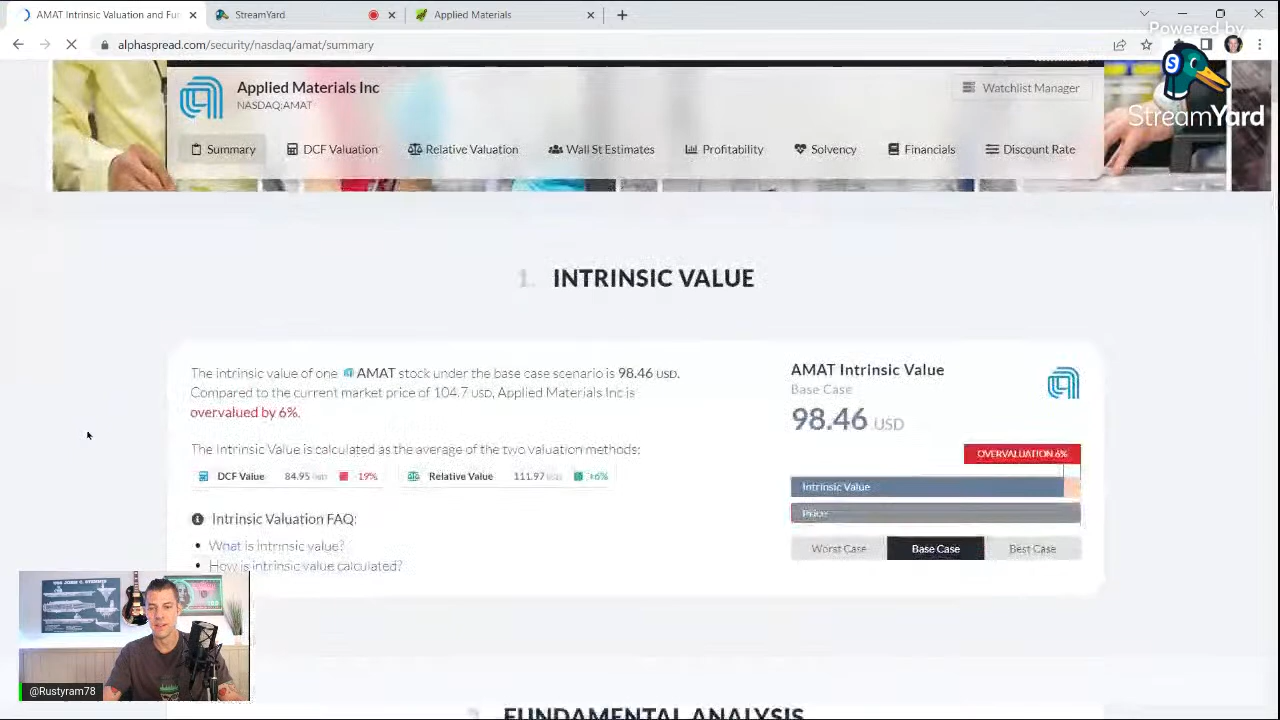 AMAT Intrinsic Valuation and Fun
StreamYard
Applied Materials
alphaspread.com/security/nasdaq/amat/summary
Powered by
StreamYard
Applied Materials Inc
NASDAQ:AMAT
Watchlist Manager
Summary
DCF Valuation
Relative Valuation
Wall St Estimates
Profitability
Solvency
Financials
Discount Rate
1. INTRINSIC VALUE
The intrinsic value of one AMAT stock under the base case scenario is 98.46 USD.
Compared to the current market price of 104.7 USD, Applied Materials Inc is
overvalued by 6%.
The Intrinsic Value is calculated as the average of the two valuation methods:
DCF Value 84.95 USD -19%
Relative Value 111.97 USD +6%
Intrinsic Valuation FAQ:
• What is intrinsic value?
• How is intrinsic value calculated?
AMAT Intrinsic Value
Base Case
98.46 USD
OVERVALUATION 6%
Intrinsic Value
Price
Worst Case
Base Case
Best Case
@Rustyram78
FUNDAMENTAL ANALYSIS